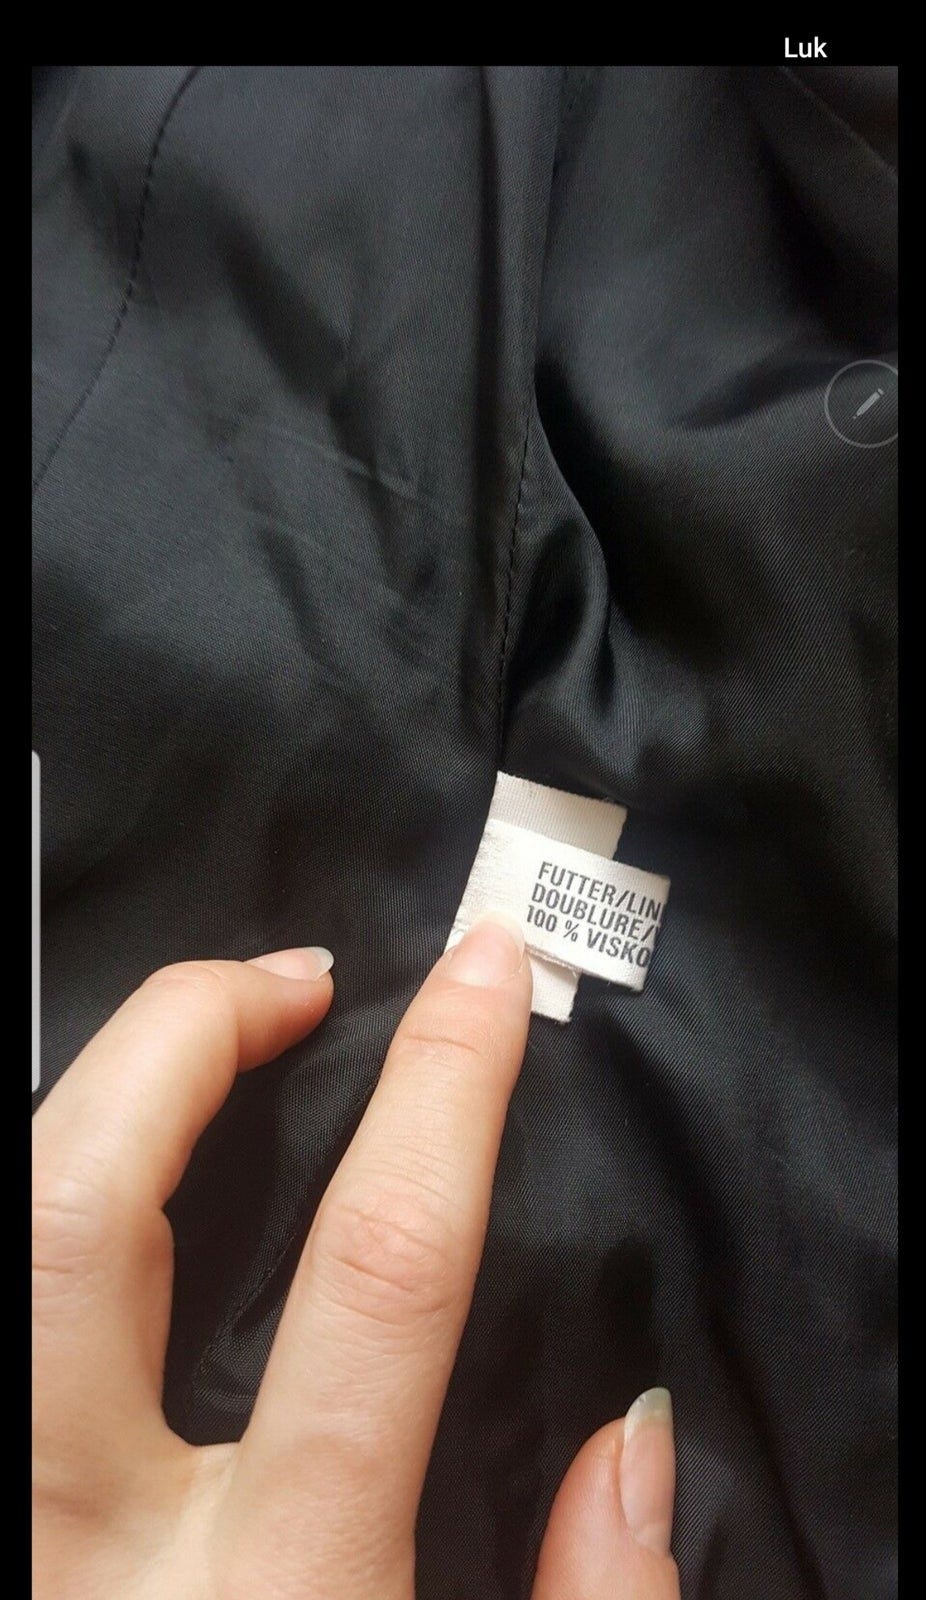 Luk
FUTTER/LIN
DOUBLURE/
100 % VISKO